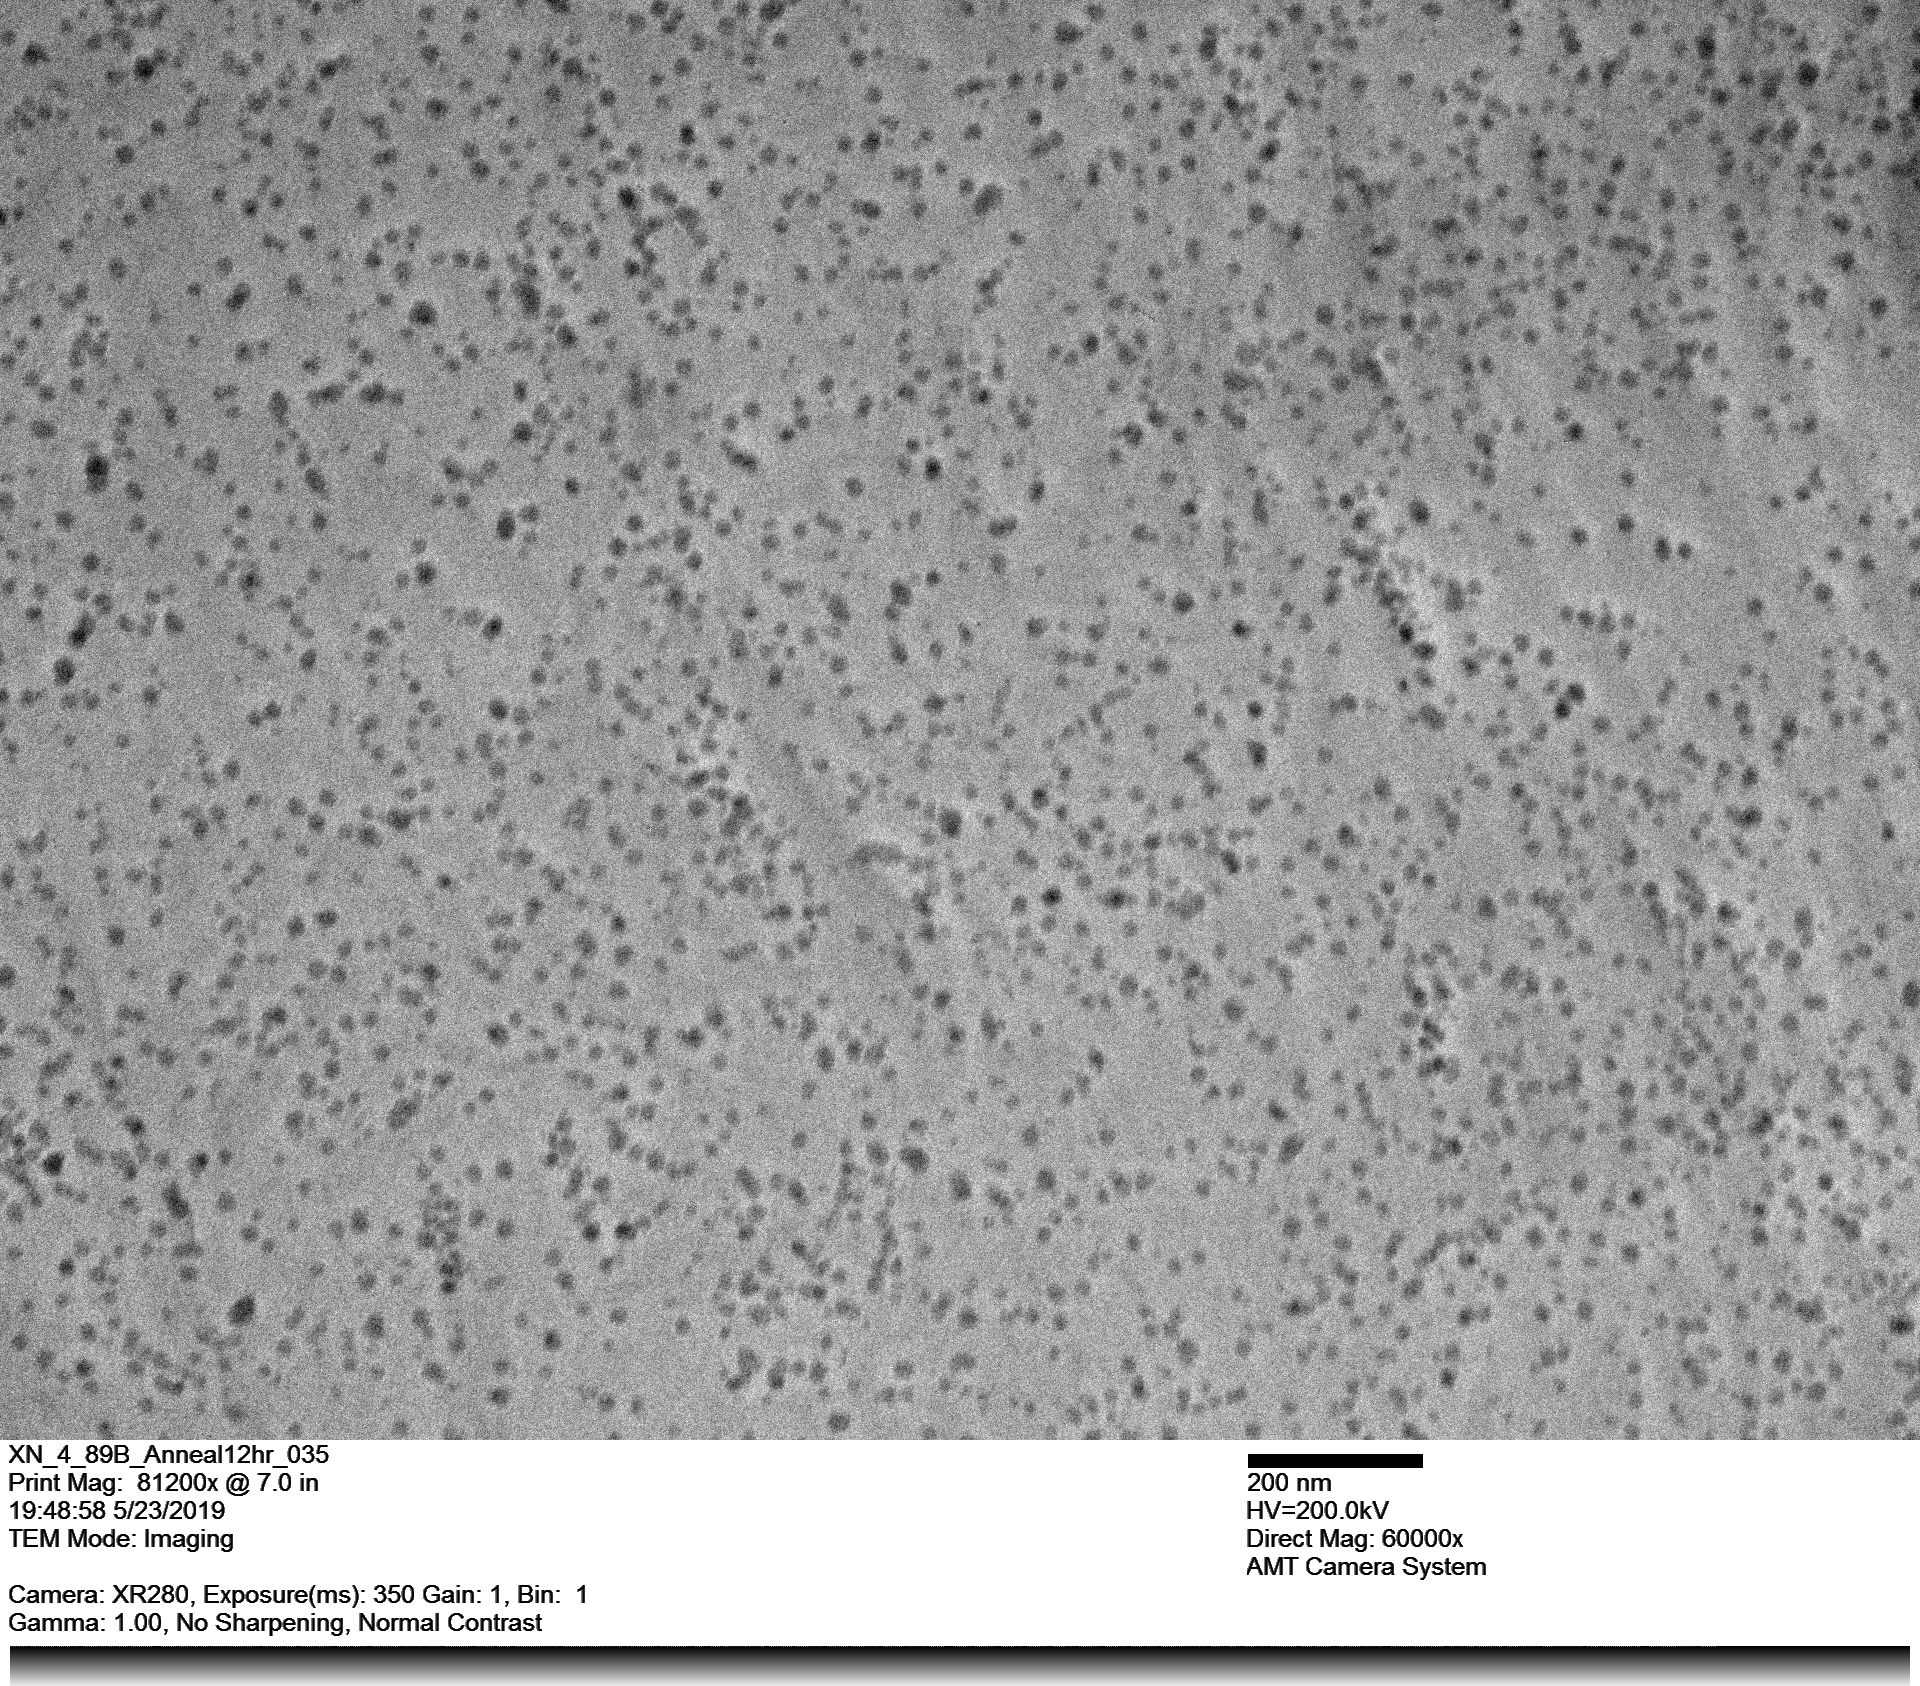 XN_4_89B_Anneal12hr_035
Print Mag:  81200x @ 7.0 in
19:48:58 5/23/2019
TEM Mode: Imaging
Camera: XR280, Exposure(ms): 350 Gain: 1, Bin:  1
Gamma: 1.00, No Sharpening, Normal Contrast
200 nm
HV=200.0kV
Direct Mag: 60000x
AMT Camera System